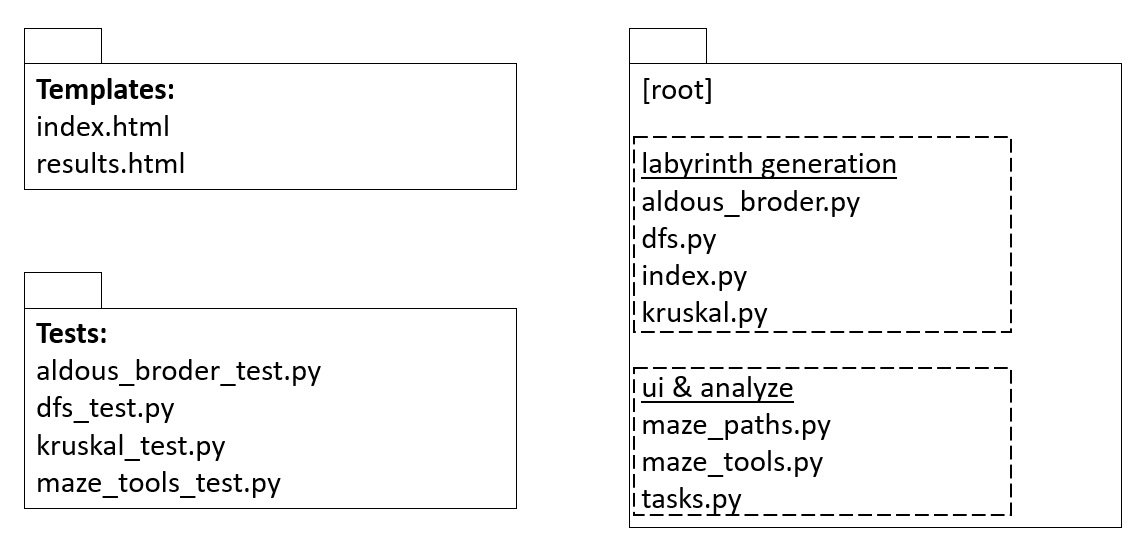 Templates:
index.html
results.html
Tests:
aldous_broder_test.py
dfs_test.py
kruskal_test.py
maze_tools_test.py
[root]
labyrinth generation
aldous_broder.py
dfs.py
index.py
kruskal.py
ui & analyze
maze_paths.py
maze_tools.py
tasks.py